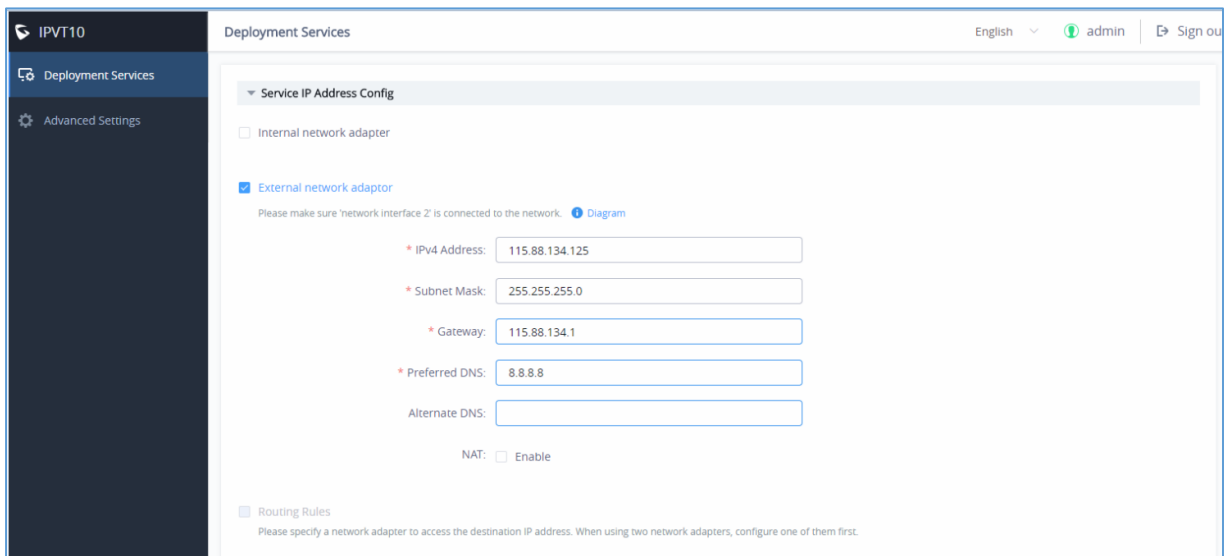 IPVT10
Deployment Services
English
admin
Sign ou
Deployment Services
Advanced Settings
Service IP Address Config
Internal network adapter
External network adaptor
Please make sure 'network interface 2' is connected to the network. Diagram
* IPv4 Address: 115.88.134.125
* Subnet Mask: 255.255.255.0
* Gateway: 115.88.134.1
* Preferred DNS: 8.8.8.8
Alternate DNS:
NAT: Enable
Routing Rules
Please specify a network adapter to access the destination IP address. When using two network adapters, configure one of them first.